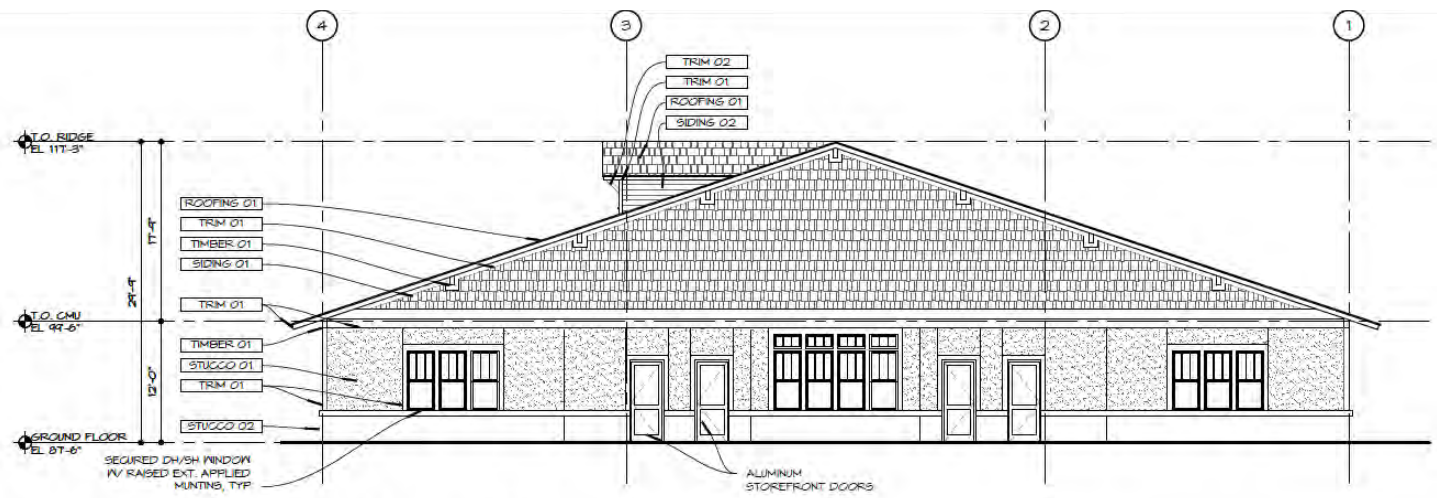 4
3
2
1
TRIM 02
TRIM 01
ROOFING 01
SIDING 02
T.O. RIDGE
EL 117'-3"
ROOFING 01
TRIM 01
TIMBER 01
SIDING 01
17'-9"
29'-9"
TRIM 01
T.O. CMU
EL 99'-6"
TIMBER 01
STUCCO 01
TRIM 01
12'-0"
STUCCO 02
GROUND FLOOR
EL 87'-6"
SECURED DH/SH WINDOW
W/ RAISED EXT. APPLIED
MUNTINS, TYP
ALUMINUM
STOREFRONT DOORS